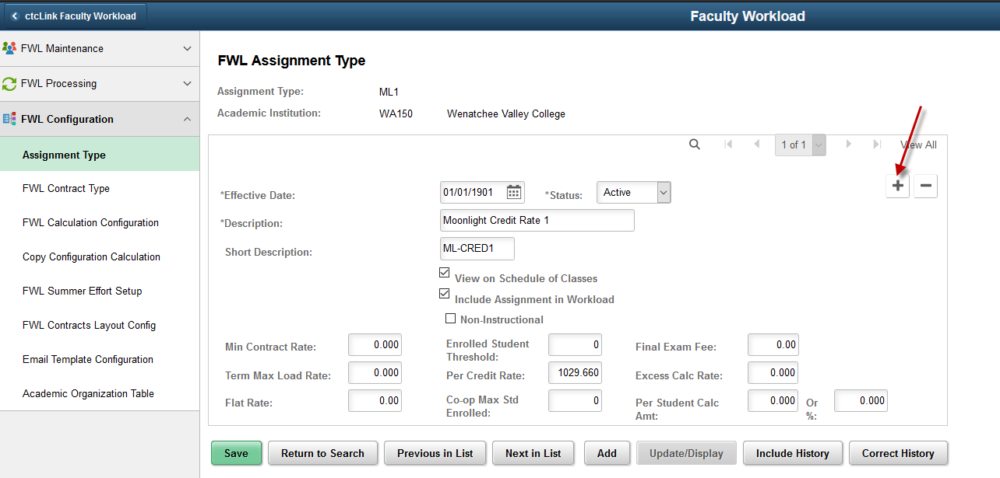 ctcLink Faculty Workload
Faculty Workload
FWL Maintenance
FWL Processing
FWL Configuration
Assignment Type
FWL Contract Type
FWL Calculation Configuration
Copy Configuration Calculation
FWL Summer Effort Setup
FWL Contracts Layout Config
Email Template Configuration
Academic Organization Table
FWL Assignment Type
Assignment Type: ML1
Academic Institution: WA150 Wenatchee Valley College
1 of 1 View All
*Effective Date: 01/01/1901 *Status: Active
*Description: Moonlight Credit Rate 1
Short Description: ML-CRED1
View on Schedule of Classes
Include Assignment in Workload
Non-Instructional
Min Contract Rate: 0.000 Enrolled Student Threshold: 0 Final Exam Fee: 0.00
Term Max Load Rate: 0.000 Per Credit Rate: 1029.660 Excess Calc Rate: 0.000
Flat Rate: 0.00 Co-op Max Std Enrolled: 0 Per Student Calc Amt: 0.000 Or %: 0.000
Save Return to Search Previous in List Next in List Add Update/Display Include History Correct History